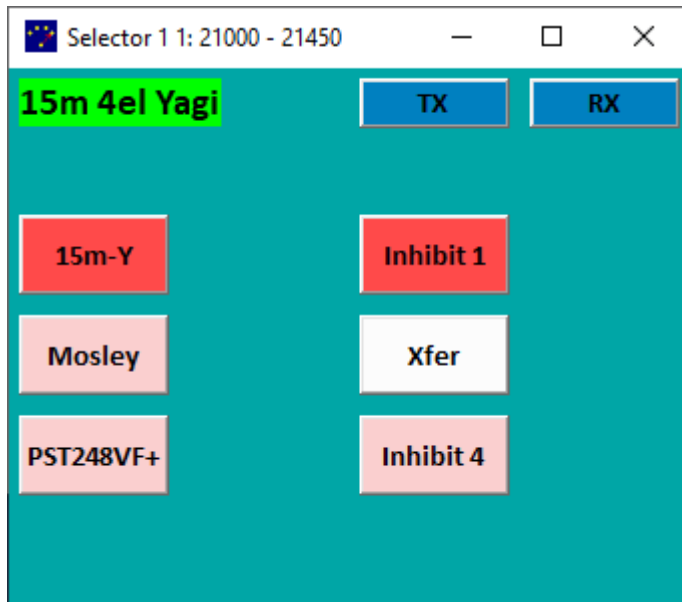 Selector 1 1: 21000 - 21450
15m 4el Yagi TX RX
15m-Y Inhibit 1
Mosley Xfer
PST248VF+ Inhibit 4